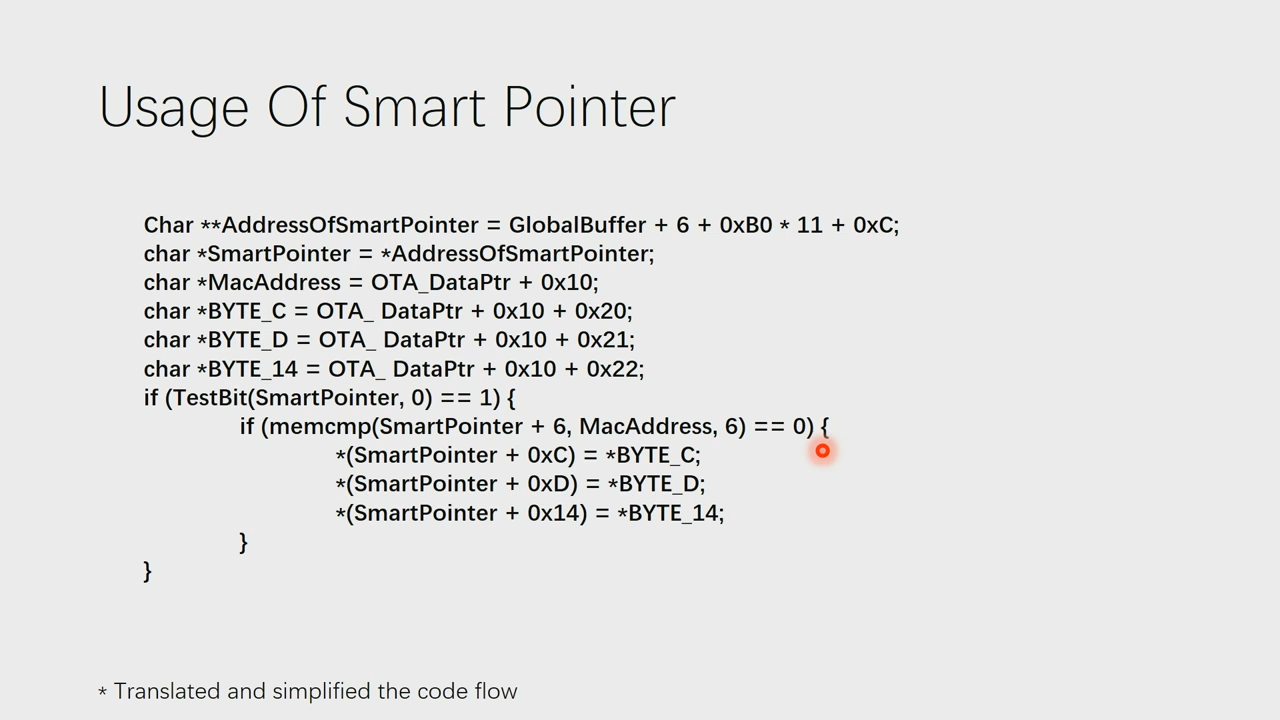 Usage Of Smart Pointer
Char **AddressOfSmartPointer = GlobalBuffer + 6 + 0xB0 * 11 + 0xC;
char *SmartPointer = *AddressOfSmartPointer;
char *MacAddress = OTA_DataPtr + 0x10;
char *BYTE_C = OTA_ DataPtr + 0x10 + 0x20;
char *BYTE_D = OTA_ DataPtr + 0x10 + 0x21;
char *BYTE_14 = OTA_ DataPtr + 0x10 + 0x22;
if (TestBit(SmartPointer, 0) == 1) {
if (memcmp(SmartPointer + 6, MacAddress, 6) == 0) {
*(SmartPointer + 0xC) = *BYTE_C;
*(SmartPointer + 0xD) = *BYTE_D;
*(SmartPointer + 0x14) = *BYTE_14;
}
}
* Translated and simplified the code flow